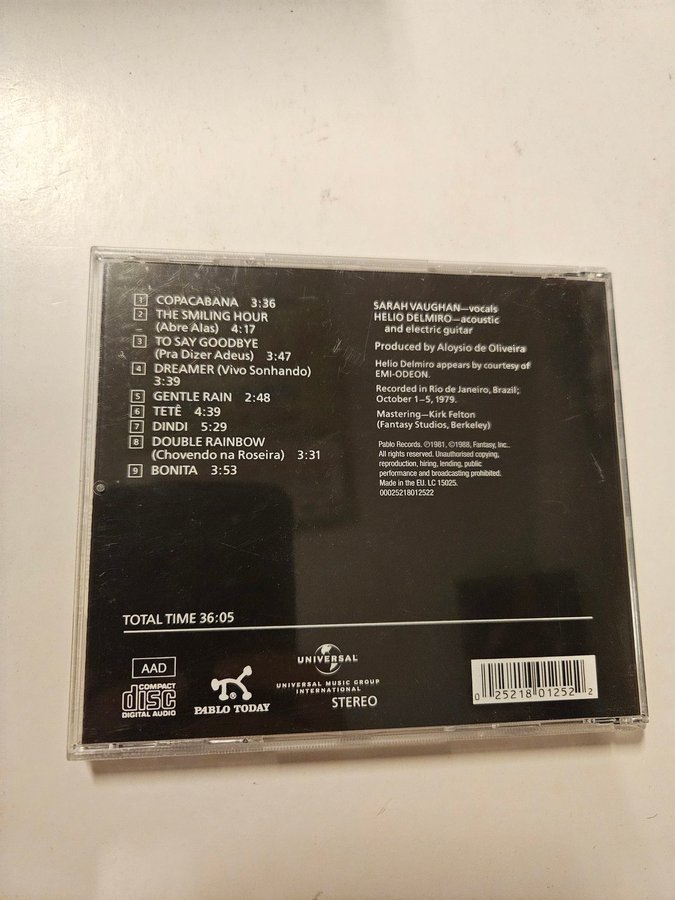 1 COPACABANA 3:36
2 THE SMILING HOUR
(Abre Alas) 4:17
3 TO SAY GOODBYE
(Pra Dizer Adeus) 3:47
4 DREAMER (Vivo Sonhando)
3:39
5 GENTLE RAIN 2:48
6 TETÊ 4:39
7 DINDI 5:29
8 DOUBLE RAINBOW
(Chovendo na Roseira) 3:31
9 BONITA 3:53
SARAH VAUGHAN—vocals
HELIO DELMIRO—acoustic
and electric guitar
Produced by Aloysio de Oliveira
Helio Delmiro appears by courtesy of
EMI-ODEON.
Recorded in Rio de Janeiro, Brazil;
October 1–5, 1979.
Mastering—Kirk Felton
(Fantasy Studios, Berkeley)
Pablo Records. ℗1981, ©1988, Fantasy, Inc..
All rights reserved. Unauthorised copying,
reproduction, hiring, lending, public
performance and broadcasting prohibited.
Made in the EU. LC 15025.
00025218012522
TOTAL TIME 36:05
AAD
COMPACT
disc
DIGITAL AUDIO
PABLO TODAY
UNIVERSAL
UNIVERSAL MUSIC GROUP
INTERNATIONAL
STEREO
0 25218 01252 2